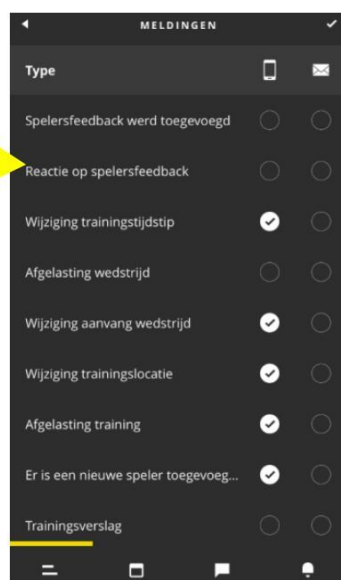 MELDINGEN
Type
Spelersfeedback werd toegevoegd
Reactie op spelersfeedback
Wijziging trainingstijdstip
Afgelasting wedstrijd
Wijziging aanvang wedstrijd
Wijziging trainingslocatie
Afgelasting training
Er is een nieuwe speler toegevoeg...
Trainingsverslag